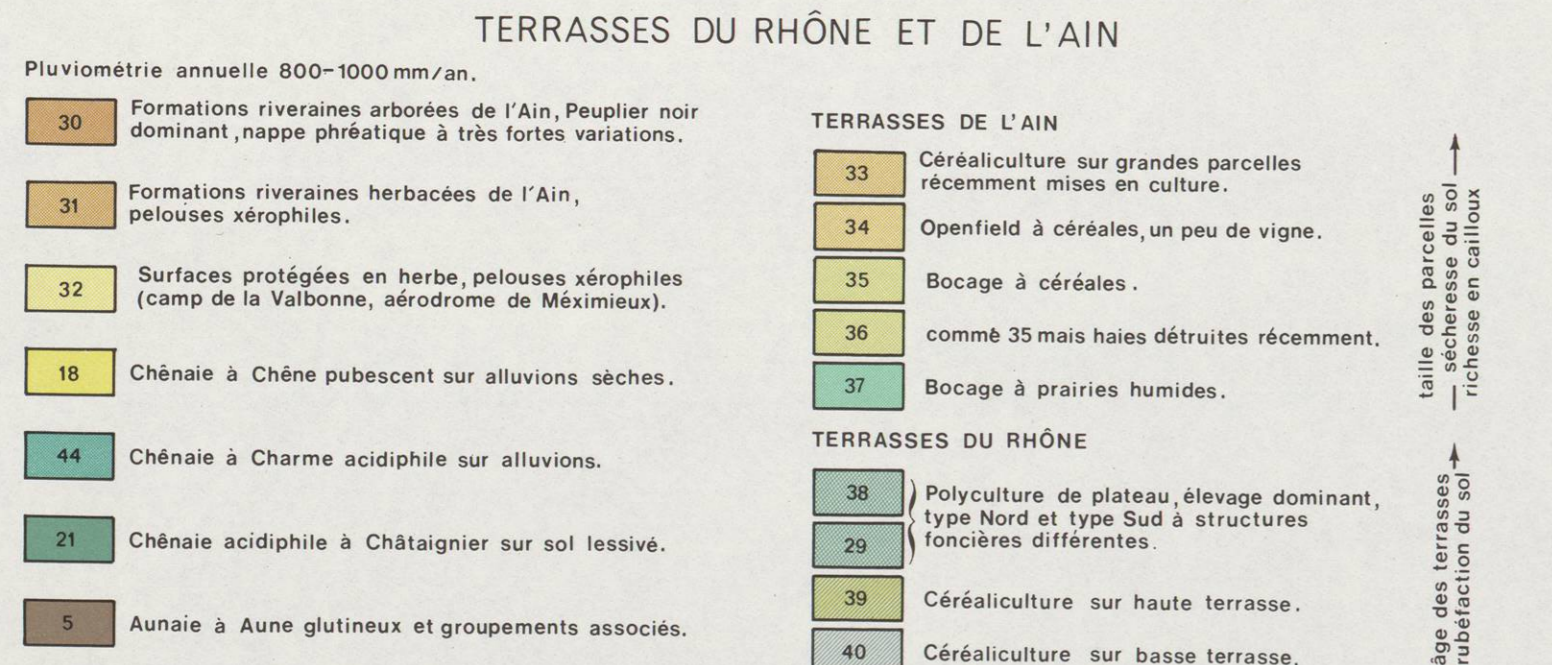 TERRASSES DU RHÔNE ET DE L'AIN
Pluviométrie annuelle 800-1000 mm/an.
30 Formations riveraines arborées de l'Ain, Peuplier noir
dominant, nappe phréatique à très fortes variations.
31 Formations riveraines herbacées de l'Ain,
pelouses xérophiles.
32 Surfaces protégées en herbe, pelouses xérophiles
(camp de la Valbonne, aérodrome de Méximieux).
18 Chênaie à Chêne pubescent sur alluvions sèches.
44 Chênaie à Charme acidiphile sur alluvions.
21 Chênaie acidiphile à Châtaignier sur sol lessivé.
5 Aunaie à Aune glutineux et groupements associés.
TERRASSES DE L'AIN
33 Céréaliculture sur grandes parcelles
récemment mises en culture.
34 Openfield à céréales, un peu de vigne.
35 Bocage à céréales.
36 comme 35 mais haies détruites récemment.
37 Bocage à prairies humides.
taille des parcelles
sécheresse du sol
richesse en cailloux
TERRASSES DU RHÔNE
38 Polyculture de plateau, élevage dominant,
type Nord et type Sud à structures
29 foncières différentes.
39 Céréaliculture sur haute terrasse.
40 Céréaliculture sur basse terrasse.
âge des terrasses
rubéfaction du sol